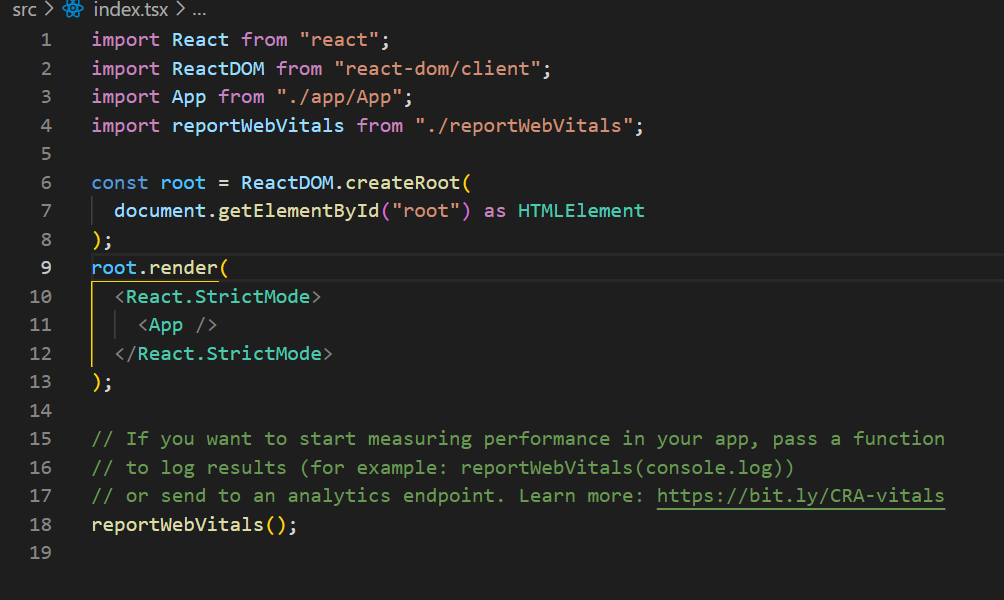 src > index.tsx > ...
1 import React from "react";
2 import ReactDOM from "react-dom/client";
3 import App from "./app/App";
4 import reportWebVitals from "./reportWebVitals";
5
6 const root = ReactDOM.createRoot(
7   document.getElementById("root") as HTMLElement
8 );
9 root.render(
10   <React.StrictMode>
11     <App />
12   </React.StrictMode>
13 );
14
15 // If you want to start measuring performance in your app, pass a function
16 // to log results (for example: reportWebVitals(console.log))
17 // or send to an analytics endpoint. Learn more: https://bit.ly/CRA-vitals
18 reportWebVitals();
19